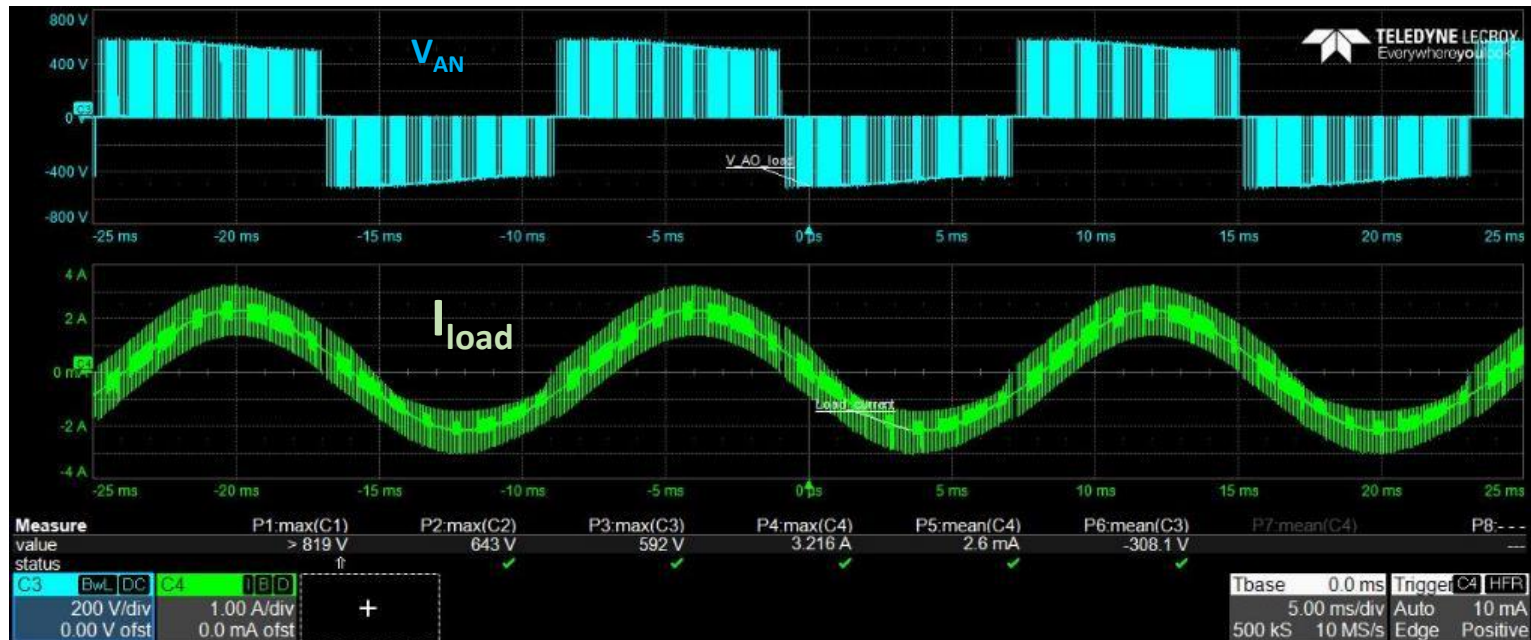 800 V
V_AN
TELEDYNE LECROY
Everywhereyoulook
400 V
C3
0 V
V_AO_load
-400 V
-800 V
-25 ms -20 ms -15 ms -10 ms -5 ms 0 µs 5 ms 10 ms 15 ms 20 ms 25 ms
4 A
I_load
2 A
C4
0 mA
Load_current
-2 A
-4 A
-25 ms -20 ms -15 ms -10 ms -5 ms 0 µs 5 ms 10 ms 15 ms 20 ms 25 ms
Measure P1:max(C1) P2:max(C2) P3:max(C3) P4:max(C4) P5:mean(C4) P6:mean(C3) P7:mean(C4) P8:- - -
value > 819 V 643 V 592 V 3.216 A 2.6 mA -308.1 V ---
status
C3 BwL DC C4 I B D Tbase 0.0 ms Trigger C4 HFR
200 V/div 1.00 A/div + 5.00 ms/div Auto 10 mA
0.00 V ofst 0.0 mA ofst 500 kS 10 MS/s Edge Positive